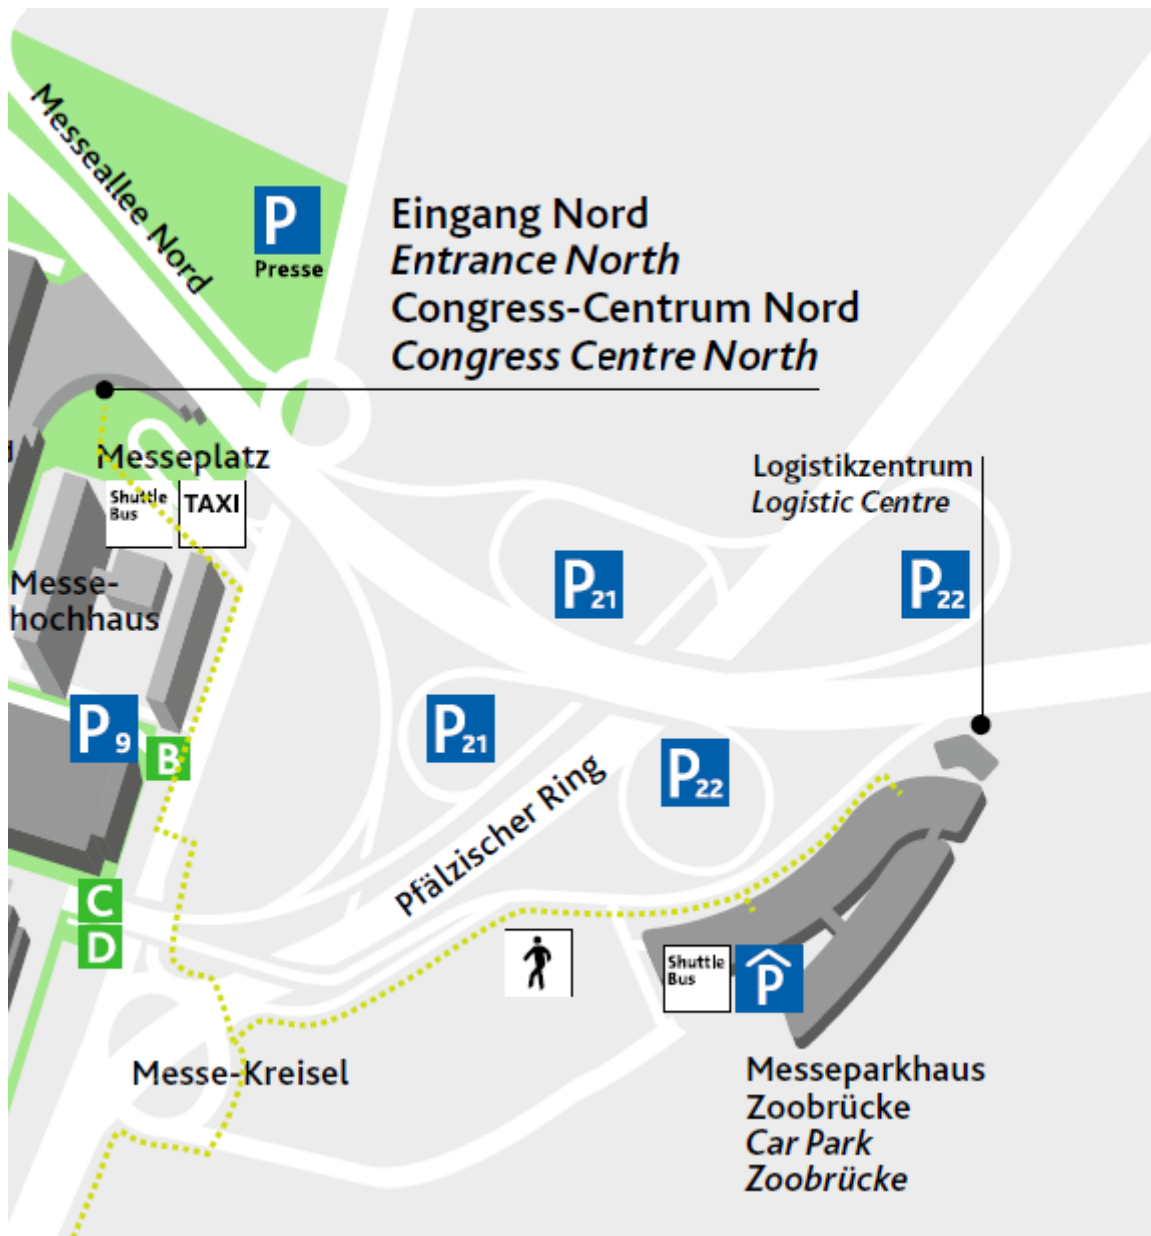 Messeallee Nord
P
Presse
Eingang Nord
Entrance North
Congress-Centrum Nord
Congress Centre North
Messeplatz
Shuttle
Bus
TAXI
Logistikzentrum
Logistic Centre
P21
P22
Messe-
hochhaus
P9
B
P21
P22
Pfälzischer Ring
C
D
Shuttle
Bus
P
Messe-Kreisel
Messeparkhaus
Zoobrücke
Car Park
Zoobrücke